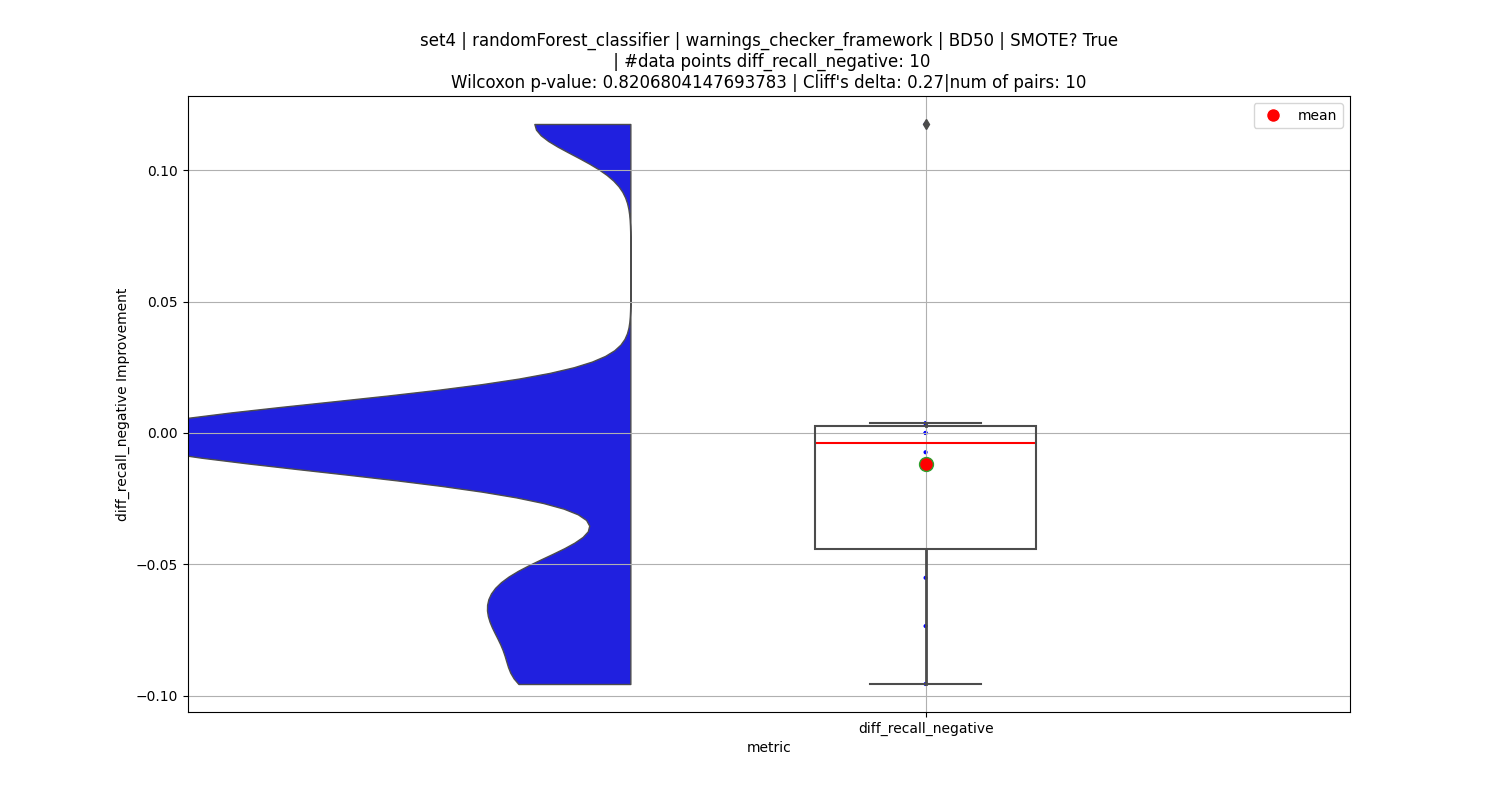 set4 | randomForest_classifier | warnings_checker_framework | BD50 | SMOTE? True
| #data points diff_recall_negative: 10
Wilcoxon p-value: 0.8206804147693783 | Cliff's delta: 0.27|num of pairs: 10
mean
0.10
0.05
0.00
−0.05
−0.10
diff_recall_negative Improvement
diff_recall_negative
metric